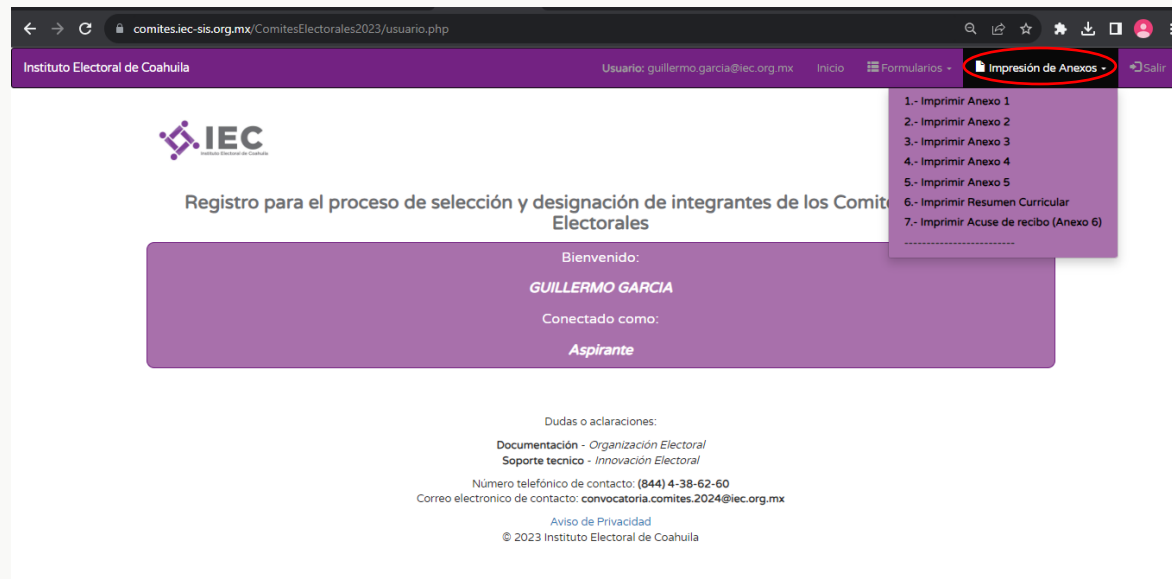 comites.iec-sis.org.mx/ComitesElectorales2023/usuario.php
Instituto Electoral de Coahuila Usuario: guillermo.garcia@iec.org.mx Inicio Formularios Impresión de Anexos Salir
1.- Imprimir Anexo 1
2.- Imprimir Anexo 2
3.- Imprimir Anexo 3
4.- Imprimir Anexo 4
5.- Imprimir Anexo 5
6.- Imprimir Resumen Curricular
7.- Imprimir Acuse de recibo (Anexo 6)
-------------------------
IEC
Instituto Electoral de Coahuila
Registro para el proceso de selección y designación de integrantes de los
Electorales
Bienvenido:
GUILLERMO GARCIA
Conectado como:
Aspirante
Dudas o aclaraciones:
Documentación - Organización Electoral
Soporte tecnico - Innovación Electoral
Número telefónico de contacto: (844) 4-38-62-60
Correo electronico de contacto: convocatoria.comites.2024@iec.org.mx
Aviso de Privacidad
© 2023 Instituto Electoral de Coahuila